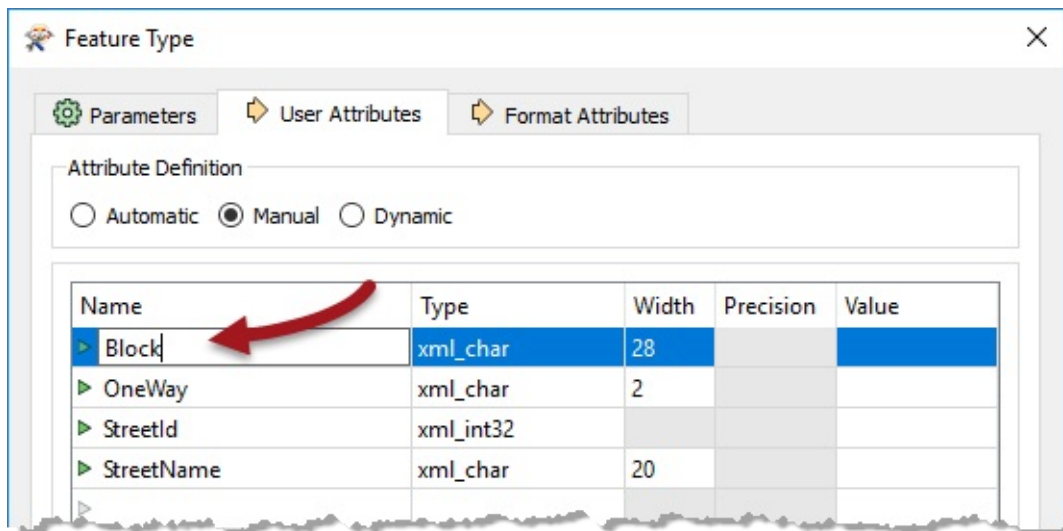 Feature Type
Parameters User Attributes Format Attributes
Attribute Definition
Automatic Manual Dynamic
Name Type Width Precision Value
Block xml_char 28
OneWay xml_char 2
StreetId xml_int32
StreetName xml_char 20